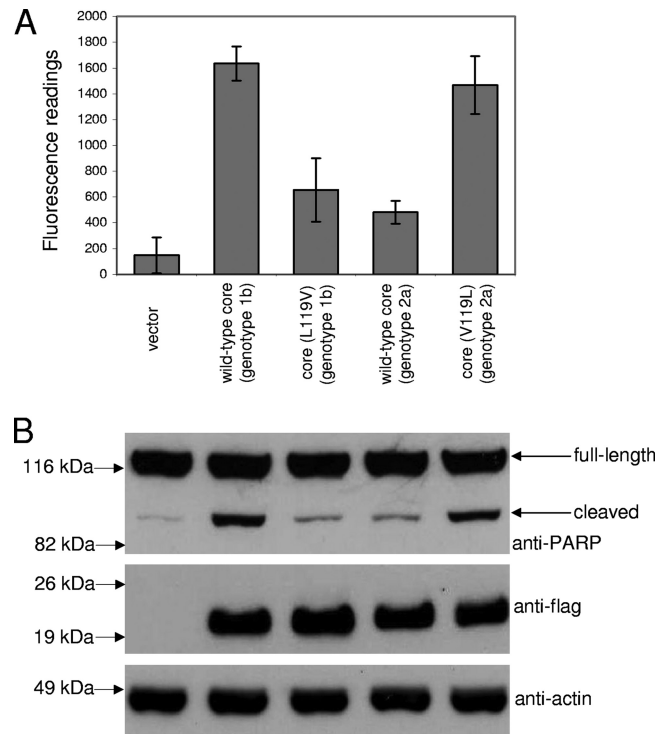 A
Fluorescence readings
2000
1800
1600
1400
1200
1000
800
600
400
200
0
vector
wild-type core
(genotype 1b)
core (L119V)
(genotype 1b)
wild-type core
(genotype 2a)
core (V119L)
(genotype 2a)
B
116 kDa
full-length
cleaved
82 kDa
anti-PARP
26 kDa
anti-flag
19 kDa
49 kDa
anti-actin